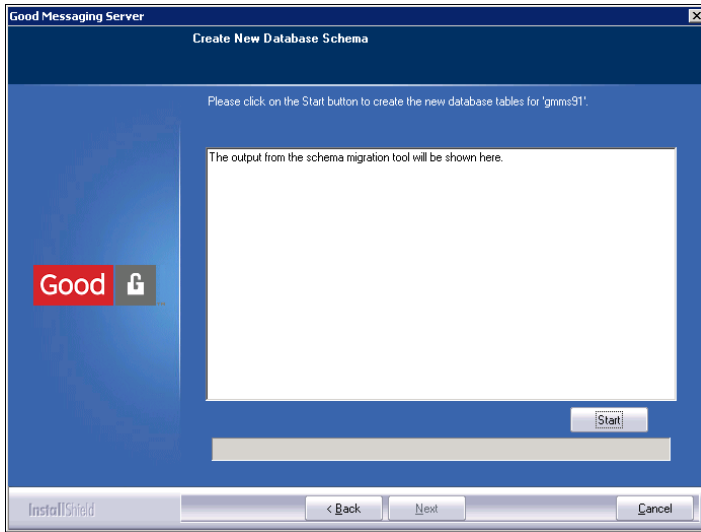 Good Messaging Server
Create New Database Schema
Please click on the Start button to create the new database tables for 'gmms91'.
The output from the schema migration tool will be shown here.
Good
Start
InstallShield
< Back
Next
Cancel